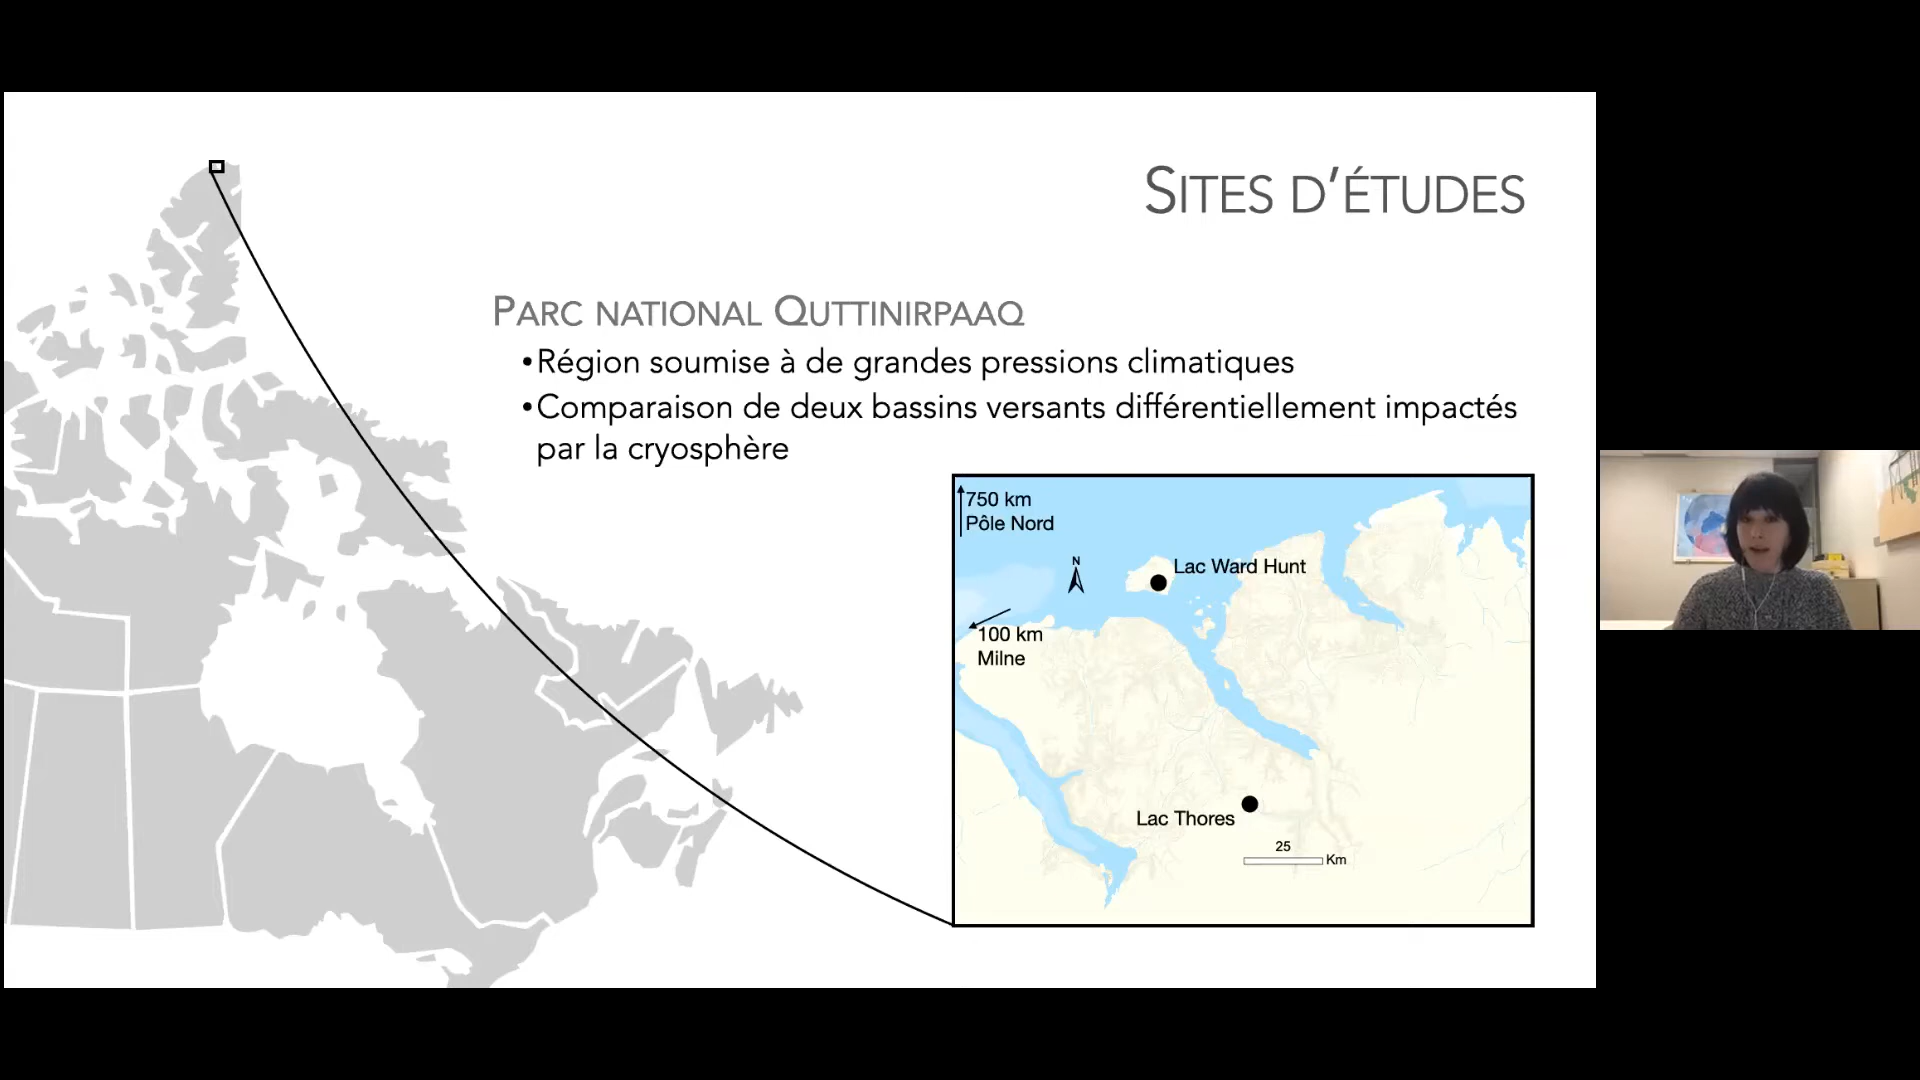 SITES D'ÉTUDES
PARC NATIONAL QUTTINIRPAAQ
•Région soumise à de grandes pressions climatiques
•Comparaison de deux bassins versants différentiellement impactés
par la cryosphère
750 km
Pôle Nord
N
Lac Ward Hunt
100 km
Milne
Lac Thores
25
Km